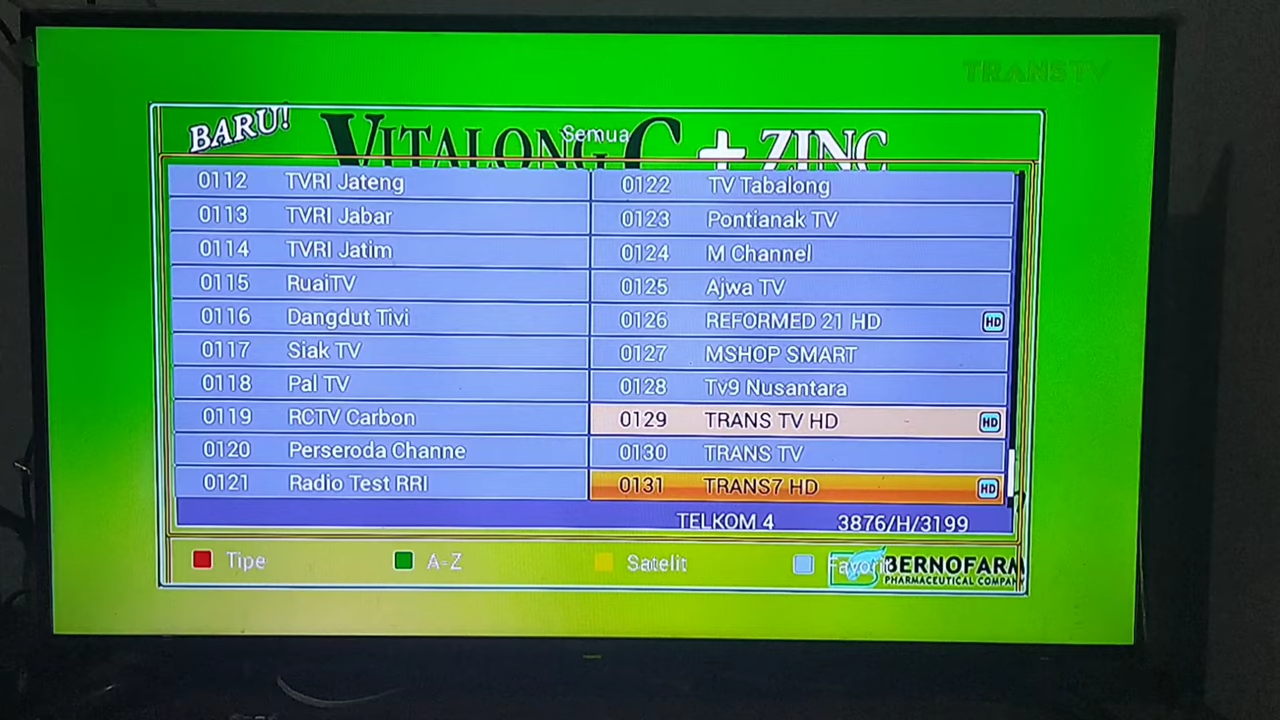 TRANSTV
BARU!
VITALONG C + ZINC
Semua
0112 TVRI Jateng
0113 TVRI Jabar
0114 TVRI Jatim
0115 RuaiTV
0116 Dangdut Tivi
0117 Siak TV
0118 Pal TV
0119 RCTV Carbon
0120 Perseroda Channe
0121 Radio Test RRI
0122 TV Tabalong
0123 Pontianak TV
0124 M Channel
0125 Ajwa TV
0126 REFORMED 21 HD HD
0127 MSHOP SMART
0128 Tv9 Nusantara
0129 TRANS TV HD HD
0130 TRANS TV
0131 TRANS7 HD HD
TELKOM 4 3876/H/3199
Tipe A-Z Satelit Favorit
BERNOFARM
PHARMACEUTICAL COMPANY